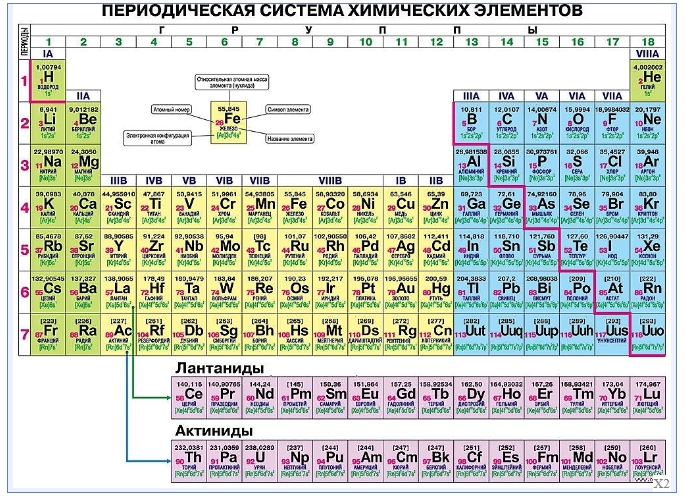 ПЕРИОДИЧЕСКАЯ СИСТЕМА ХИМИЧЕСКИХ ЭЛЕМЕНТОВ
ПЕРИОДЫ
Г Р У П П Ы
1 2 3 4 5 6 7 8 9 10 11 12 13 14 15 16 17 18
IA VIIIA
1
1,00794 4,002602
1 H 2 He
ВОДОРОД ГЕЛИЙ
IIA IIIA IVA VA VIA VIIA
Относительная атомная масса
элемента (нуклида)
Атомный номер
55,845
26 Fe
ЖЕЛЕЗО
Символ элемента
Электронная конфигурация
атома
Название элемента
2
6,941 9,012182 10,811 12,0107 14,00674 15,9994 18,9984032 20,1797
3 Li 4 Be 5 B 6 C 7 N 8 O 9 F 10 Ne
ЛИТИЙ БЕРИЛЛИЙ БОР УГЛЕРОД АЗОТ КИСЛОРОД ФТОР НЕОН
3
22,98970 24,3050 26,981538 28,0855 30,973761 32,066 35,4527 39,948
11 Na 12 Mg 13 Al 14 Si 15 P 16 S 17 Cl 18 Ar
НАТРИЙ МАГНИЙ АЛЮМИНИЙ КРЕМНИЙ ФОСФОР СЕРА ХЛОР АРГОН
IIIB IVB VB VIB VIIB VIIIB IB IIB
4
39,0983 40,078 44,955910 47,867 50,9415 51,9961 54,93805 55,845 58,93320 58,6934 63,546 65,39 69,723 72,61 74,92160 78,96 79,904 83,80
19 K 20 Ca 21 Sc 22 Ti 23 V 24 Cr 25 Mn 26 Fe 27 Co 28 Ni 29 Cu 30 Zn 31 Ga 32 Ge 33 As 34 Se 35 Br 36 Kr
КАЛИЙ КАЛЬЦИЙ СКАНДИЙ ТИТАН ВАНАДИЙ ХРОМ МАРГАНЕЦ ЖЕЛЕЗО КОБАЛЬТ НИКЕЛЬ МЕДЬ ЦИНК ГАЛЛИЙ ГЕРМАНИЙ МЫШЬЯК СЕЛЕН БРОМ КРИПТОН
5
85,4678 87,62 88,90585 91,224 92,90638 95,94 [98] 101,07 102,90550 106,42 107,8682 112,411 114,818 118,710 121,760 127,60 126,90447 131,29
37 Rb 38 Sr 39 Y 40 Zr 41 Nb 42 Mo 43 Tc 44 Ru 45 Rh 46 Pd 47 Ag 48 Cd 49 In 50 Sn 51 Sb 52 Te 53 I 54 Xe
РУБИДИЙ СТРОНЦИЙ ИТТРИЙ ЦИРКОНИЙ НИОБИЙ МОЛИБДЕН ТЕХНЕЦИЙ РУТЕНИЙ РОДИЙ ПАЛЛАДИЙ СЕРЕБРО КАДМИЙ ИНДИЙ ОЛОВО СУРЬМА ТЕЛЛУР ИОД КСЕНОН
6
132,90545 137,327 138,9055 178,49 180,9479 183,84 186,207 190,23 192,217 195,078 196,96655 200,59 204,3833 207,2 208,98038 [209] [210] [222]
55 Cs 56 Ba 57 La 72 Hf 73 Ta 74 W 75 Re 76 Os 77 Ir 78 Pt 79 Au 80 Hg 81 Tl 82 Pb 83 Bi 84 Po 85 At 86 Rn
ЦЕЗИЙ БАРИЙ ЛАНТАН ГАФНИЙ ТАНТАЛ ВОЛЬФРАМ РЕНИЙ ОСМИЙ ИРИДИЙ ПЛАТИНА ЗОЛОТО РТУТЬ ТАЛЛИЙ СВИНЕЦ ВИСМУТ ПОЛОНИЙ АСТАТ РАДОН
7
[223] [226] [227]
87 Fr 88 Ra 89 Ac 104 Rf 105 Db 106 Sg 107 Bh 108 Hs 109 Mt 110 Ds 111 Rg 112 Cn 113 Uut 114 Uuq 115 Uup 116 Uuh 117 Uus 118 Uuo
ФРАНЦИЙ РАДИЙ АКТИНИЙ РЕЗЕРФОРДИЙ ДУБНИЙ СИБОРГИЙ БОРИЙ ХАССИЙ МЕЙТНЕРИЙ ДАРМШТАДТИЙ РЕНТГЕНИЙ КОПЕРНИКИЙ УНУНСЕПТИЙ
Лантаниды
140,116 140,90765 144,24 [145] 150,36 151,964 157,25 158,92534 162,50 164,93032 167,26 168,93421 173,04 174,967
58 Ce 59 Pr 60 Nd 61 Pm 62 Sm 63 Eu 64 Gd 65 Tb 66 Dy 67 Ho 68 Er 69 Tm 70 Yb 71 Lu
ЦЕРИЙ ПРАЗЕОДИМ НЕОДИМ ПРОМЕТИЙ САМАРИЙ ЕВРОПИЙ ГАДОЛИНИЙ ТЕРБИЙ ДИСПРОЗИЙ ГОЛЬМИЙ ЭРБИЙ ТУЛИЙ ИТТЕРБИЙ ЛЮТЕЦИЙ
Актиниды
232,0381 231,0359 238,0289 [237] [244] [243] [247] [247] [251] [252] [257] [258] [259] [260]
90 Th 91 Pa 92 U 93 Np 94 Pu 95 Am 96 Cm 97 Bk 98 Cf 99 Es 100 Fm 101 Md 102 No 103 Lr
ТОРИЙ ПРОТАКТИНИЙ УРАН НЕПТУНИЙ ПЛУТОНИЙ АМЕРИЦИЙ КЮРИЙ БЕРКЛИЙ КАЛИФОРНИЙ ЭЙНШТЕЙНИЙ ФЕРМИЙ МЕНДЕЛЕВИЙ НОБЕЛИЙ ЛОУРЕНСИЙ
X2